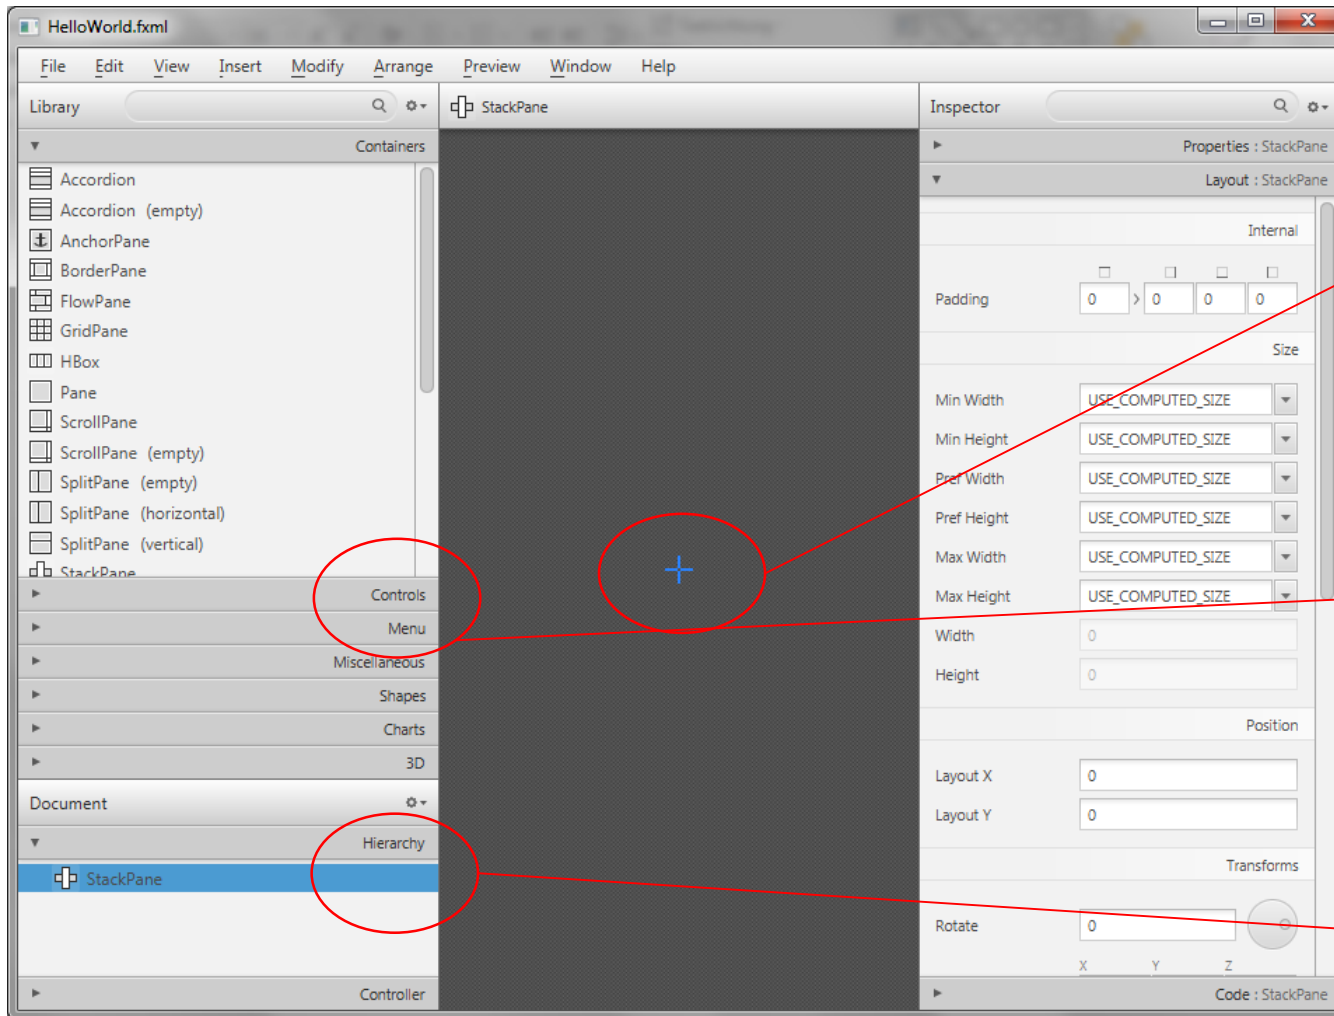 HelloWorld.fxml
File Edit View Insert Modify Arrange Preview Window Help
Library
StackPane
Inspector
Containers
Accordion
Accordion (empty)
AnchorPane
BorderPane
FlowPane
GridPane
HBox
Pane
ScrollPane
ScrollPane (empty)
SplitPane (empty)
SplitPane (horizontal)
SplitPane (vertical)
StackPane
Controls
Menu
Miscellaneous
Shapes
Charts
3D
Document
Hierarchy
StackPane
Controller
Properties : StackPane
Layout : StackPane
Internal
Padding 0 0 0 0
Size
Min Width USE_COMPUTED_SIZE
Min Height USE_COMPUTED_SIZE
Pref Width USE_COMPUTED_SIZE
Pref Height USE_COMPUTED_SIZE
Max Width USE_COMPUTED_SIZE
Max Height USE_COMPUTED_SIZE
Width 0
Height 0
Position
Layout X 0
Layout Y 0
Transforms
Rotate 0
X Y Z
Code : StackPane